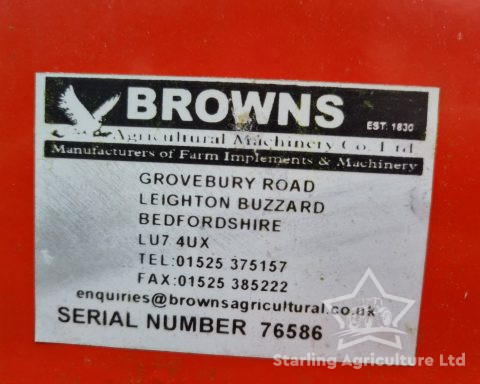 BROWNS
EST. 1830
Agricultural Machinery Co. Ltd
Manufacturers of Farm Implements & Machinery
GROVEBURY ROAD
LEIGHTON BUZZARD
BEDFORDSHIRE
LU7 4UX
TEL:01525 375157
FAX:01525 385222
enquiries@brownsagricultural.co.uk
SERIAL NUMBER 76586
Starling Agriculture Ltd